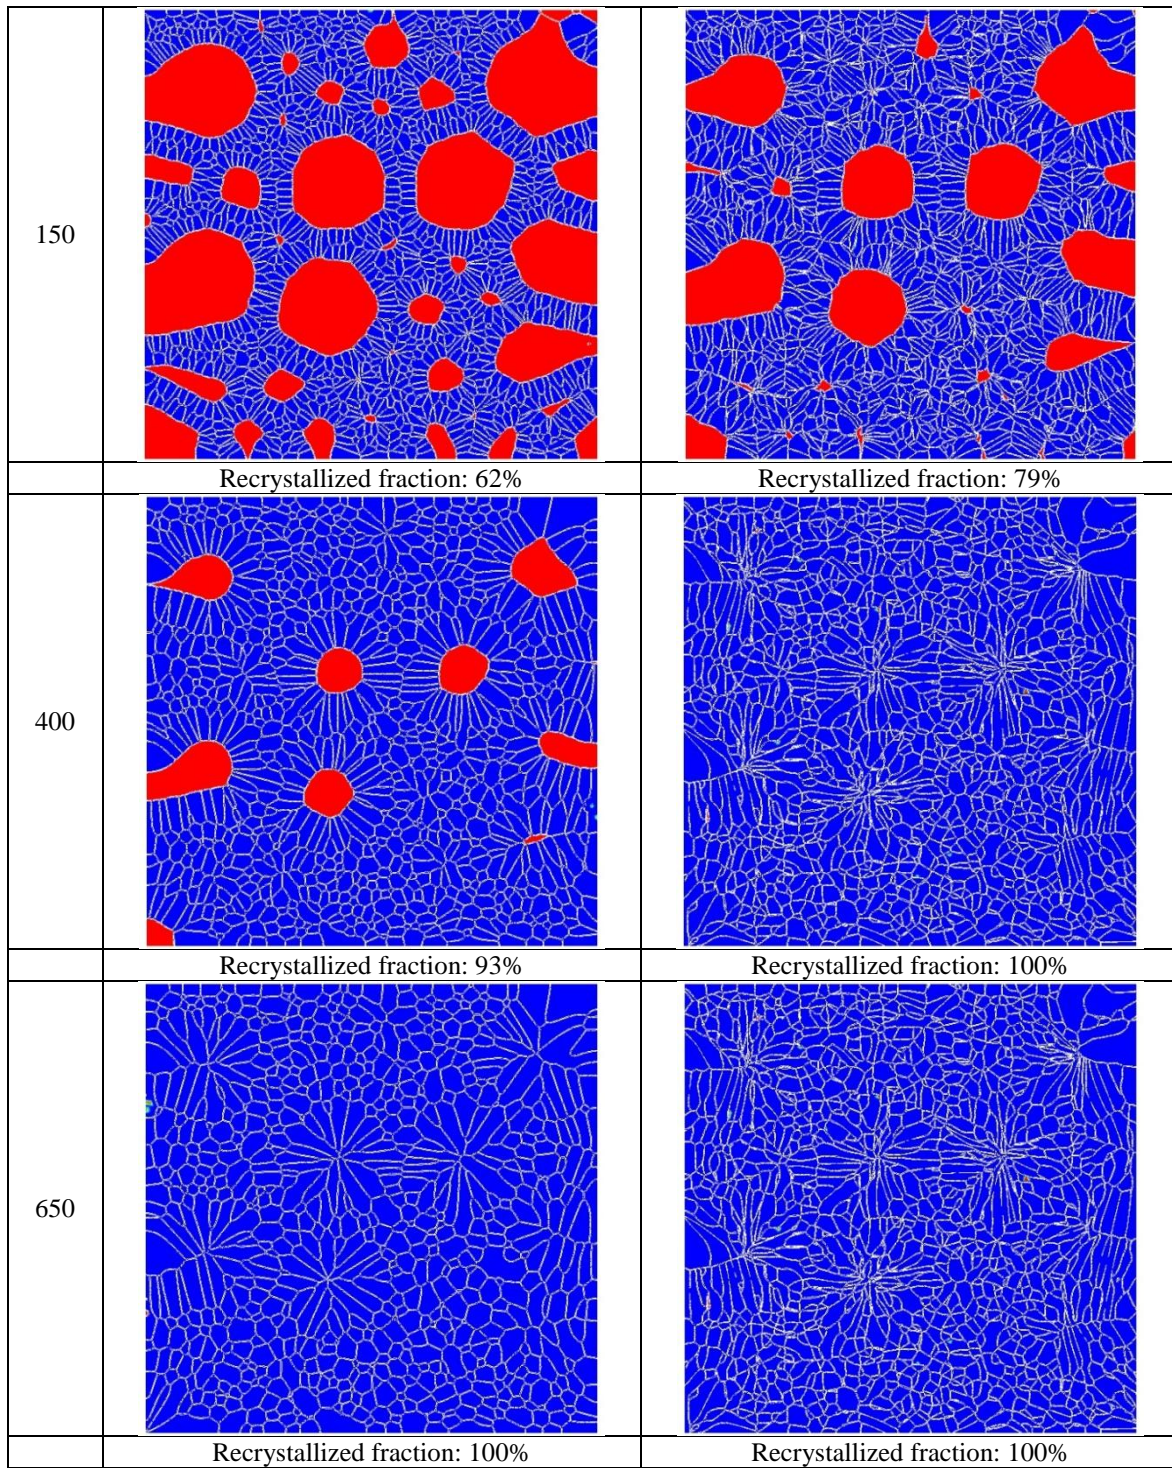 150
Recrystallized fraction: 62%
Recrystallized fraction: 79%
400
Recrystallized fraction: 93%
Recrystallized fraction: 100%
650
Recrystallized fraction: 100%
Recrystallized fraction: 100%